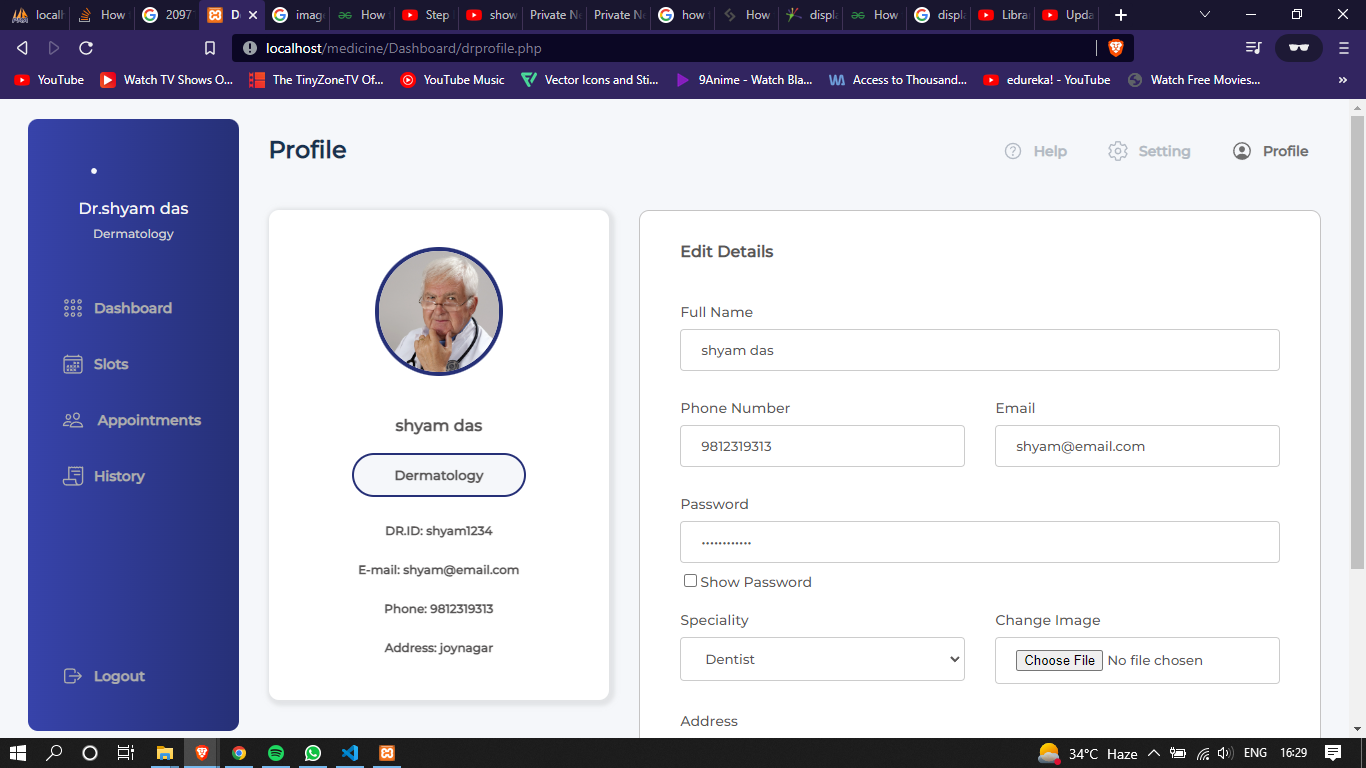 localh
How
2097
D
imag
How
Step
show
Private Ne
Private Ne
how
How
displa
How
displa
Librar
Upda
localhost/medicine/Dashboard/drprofile.php
YouTube
Watch TV Shows O...
The TinyZoneTV Of...
YouTube Music
Vector Icons and Sti...
9Anime - Watch Bla...
Access to Thousand...
edureka! - YouTube
Watch Free Movies...
»
Dr.shyam das
Dermatology
Dashboard
Slots
Appointments
History
Logout
Profile
Help
Setting
Profile
shyam das
Dermatology
DR.ID: shyam1234
E-mail: shyam@email.com
Phone: 9812319313
Address: joynagar
Edit Details
Full Name
shyam das
Phone Number
Email
9812319313
shyam@email.com
Password
••••••••••••
Show Password
Speciality
Change Image
Dentist
Choose File No file chosen
Address
34°C Haze
ENG
16:29